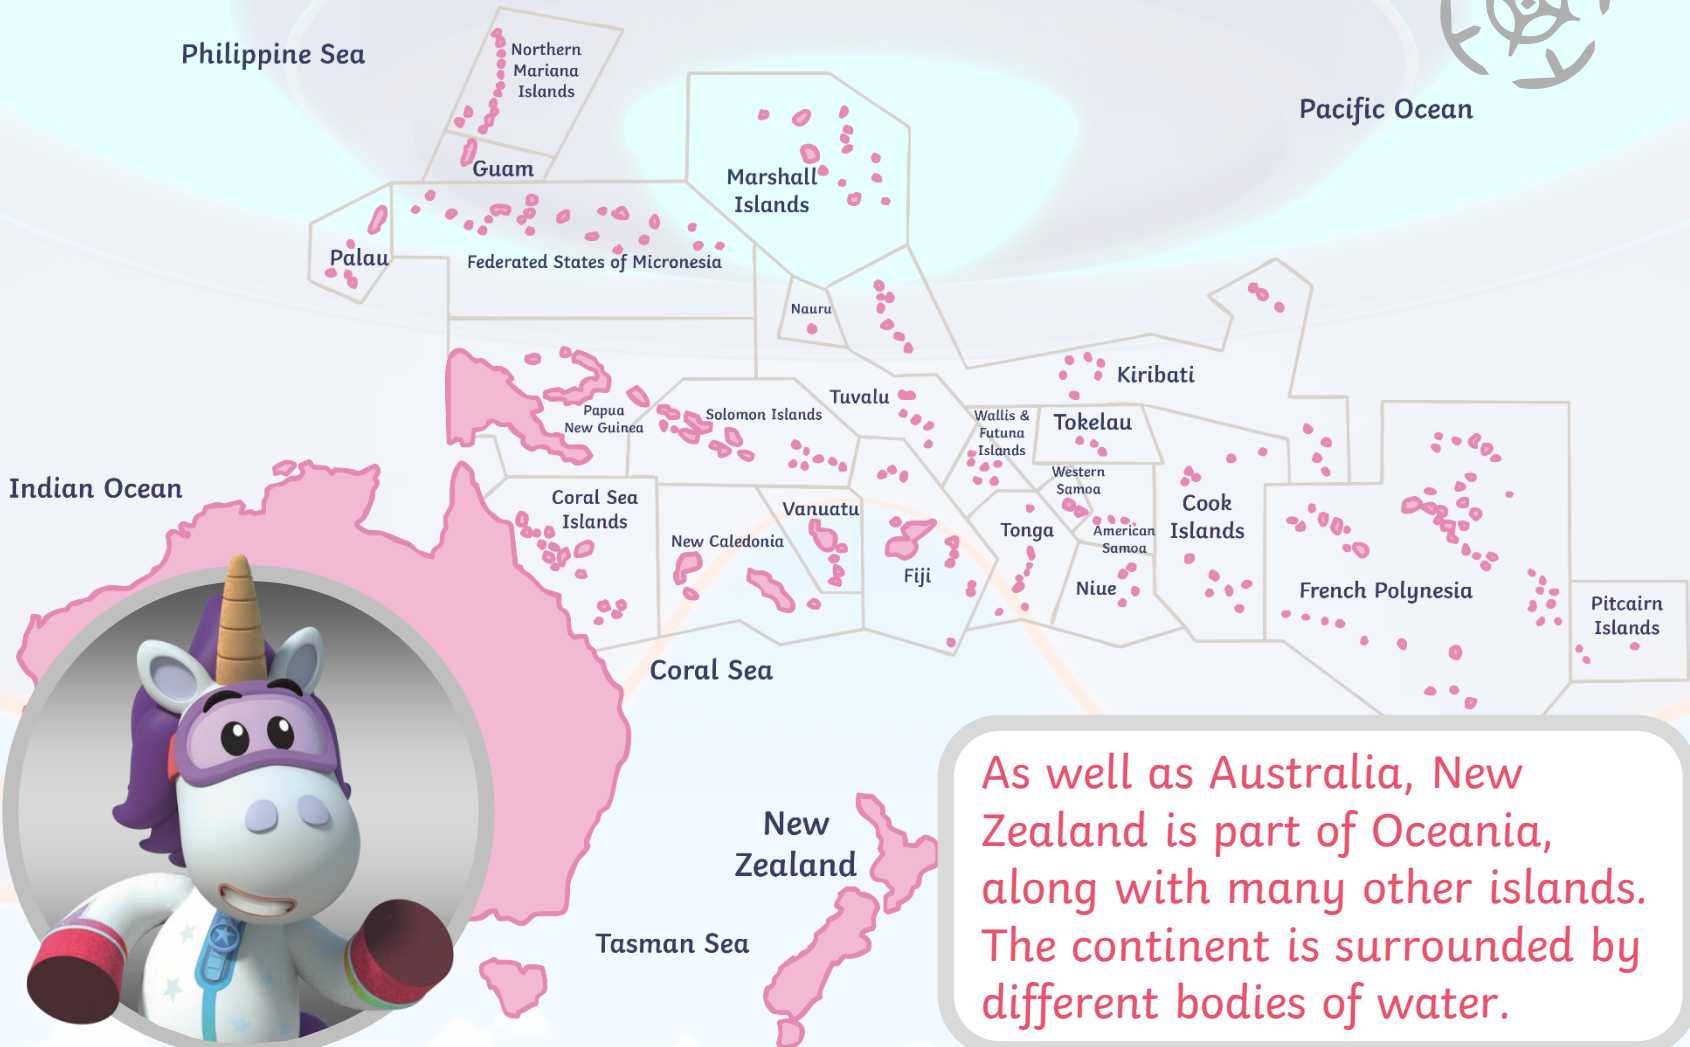 Philippine Sea
Northern
Mariana
Islands
Pacific Ocean
Guam
Marshall
Islands
Palau
Federated States of Micronesia
Nauru
Kiribati
Tuvalu
Papua
New Guinea
Solomon Islands
Wallis &
Futuna
Islands
Tokelau
Western
Samoa
Indian Ocean
Coral Sea
Islands
Vanuatu
New Caledonia
Fiji
Tonga
American
Samoa
Cook
Islands
Niue
French Polynesia
Pitcairn
Islands
Coral Sea
New
Zealand
Tasman Sea
As well as Australia, New
Zealand is part of Oceania,
along with many other islands.
The continent is surrounded by
different bodies of water.